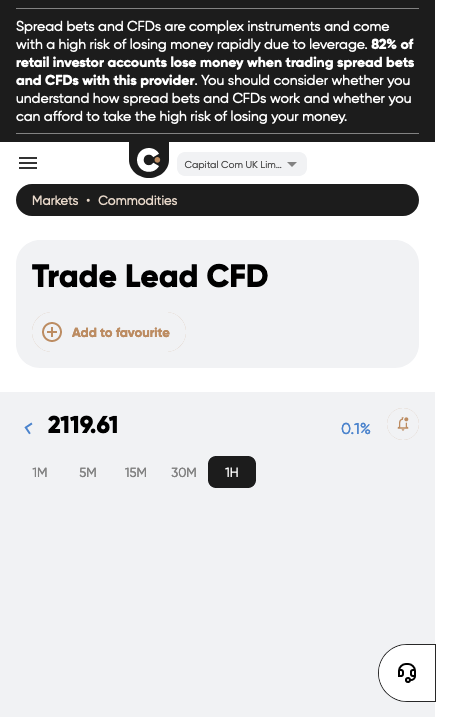 Spread bets and CFDs are complex instruments and come
with a high risk of losing money rapidly due to leverage. 82% of
retail investor accounts lose money when trading spread bets
and CFDs with this provider. You should consider whether you
understand how spread bets and CFDs work and whether you
can afford to take the high risk of losing your money.
Capital Com UK Lim...
Markets • Commodities
Trade Lead CFD
Add to favourite
2119.61
0.1%
1M 5M 15M 30M 1H